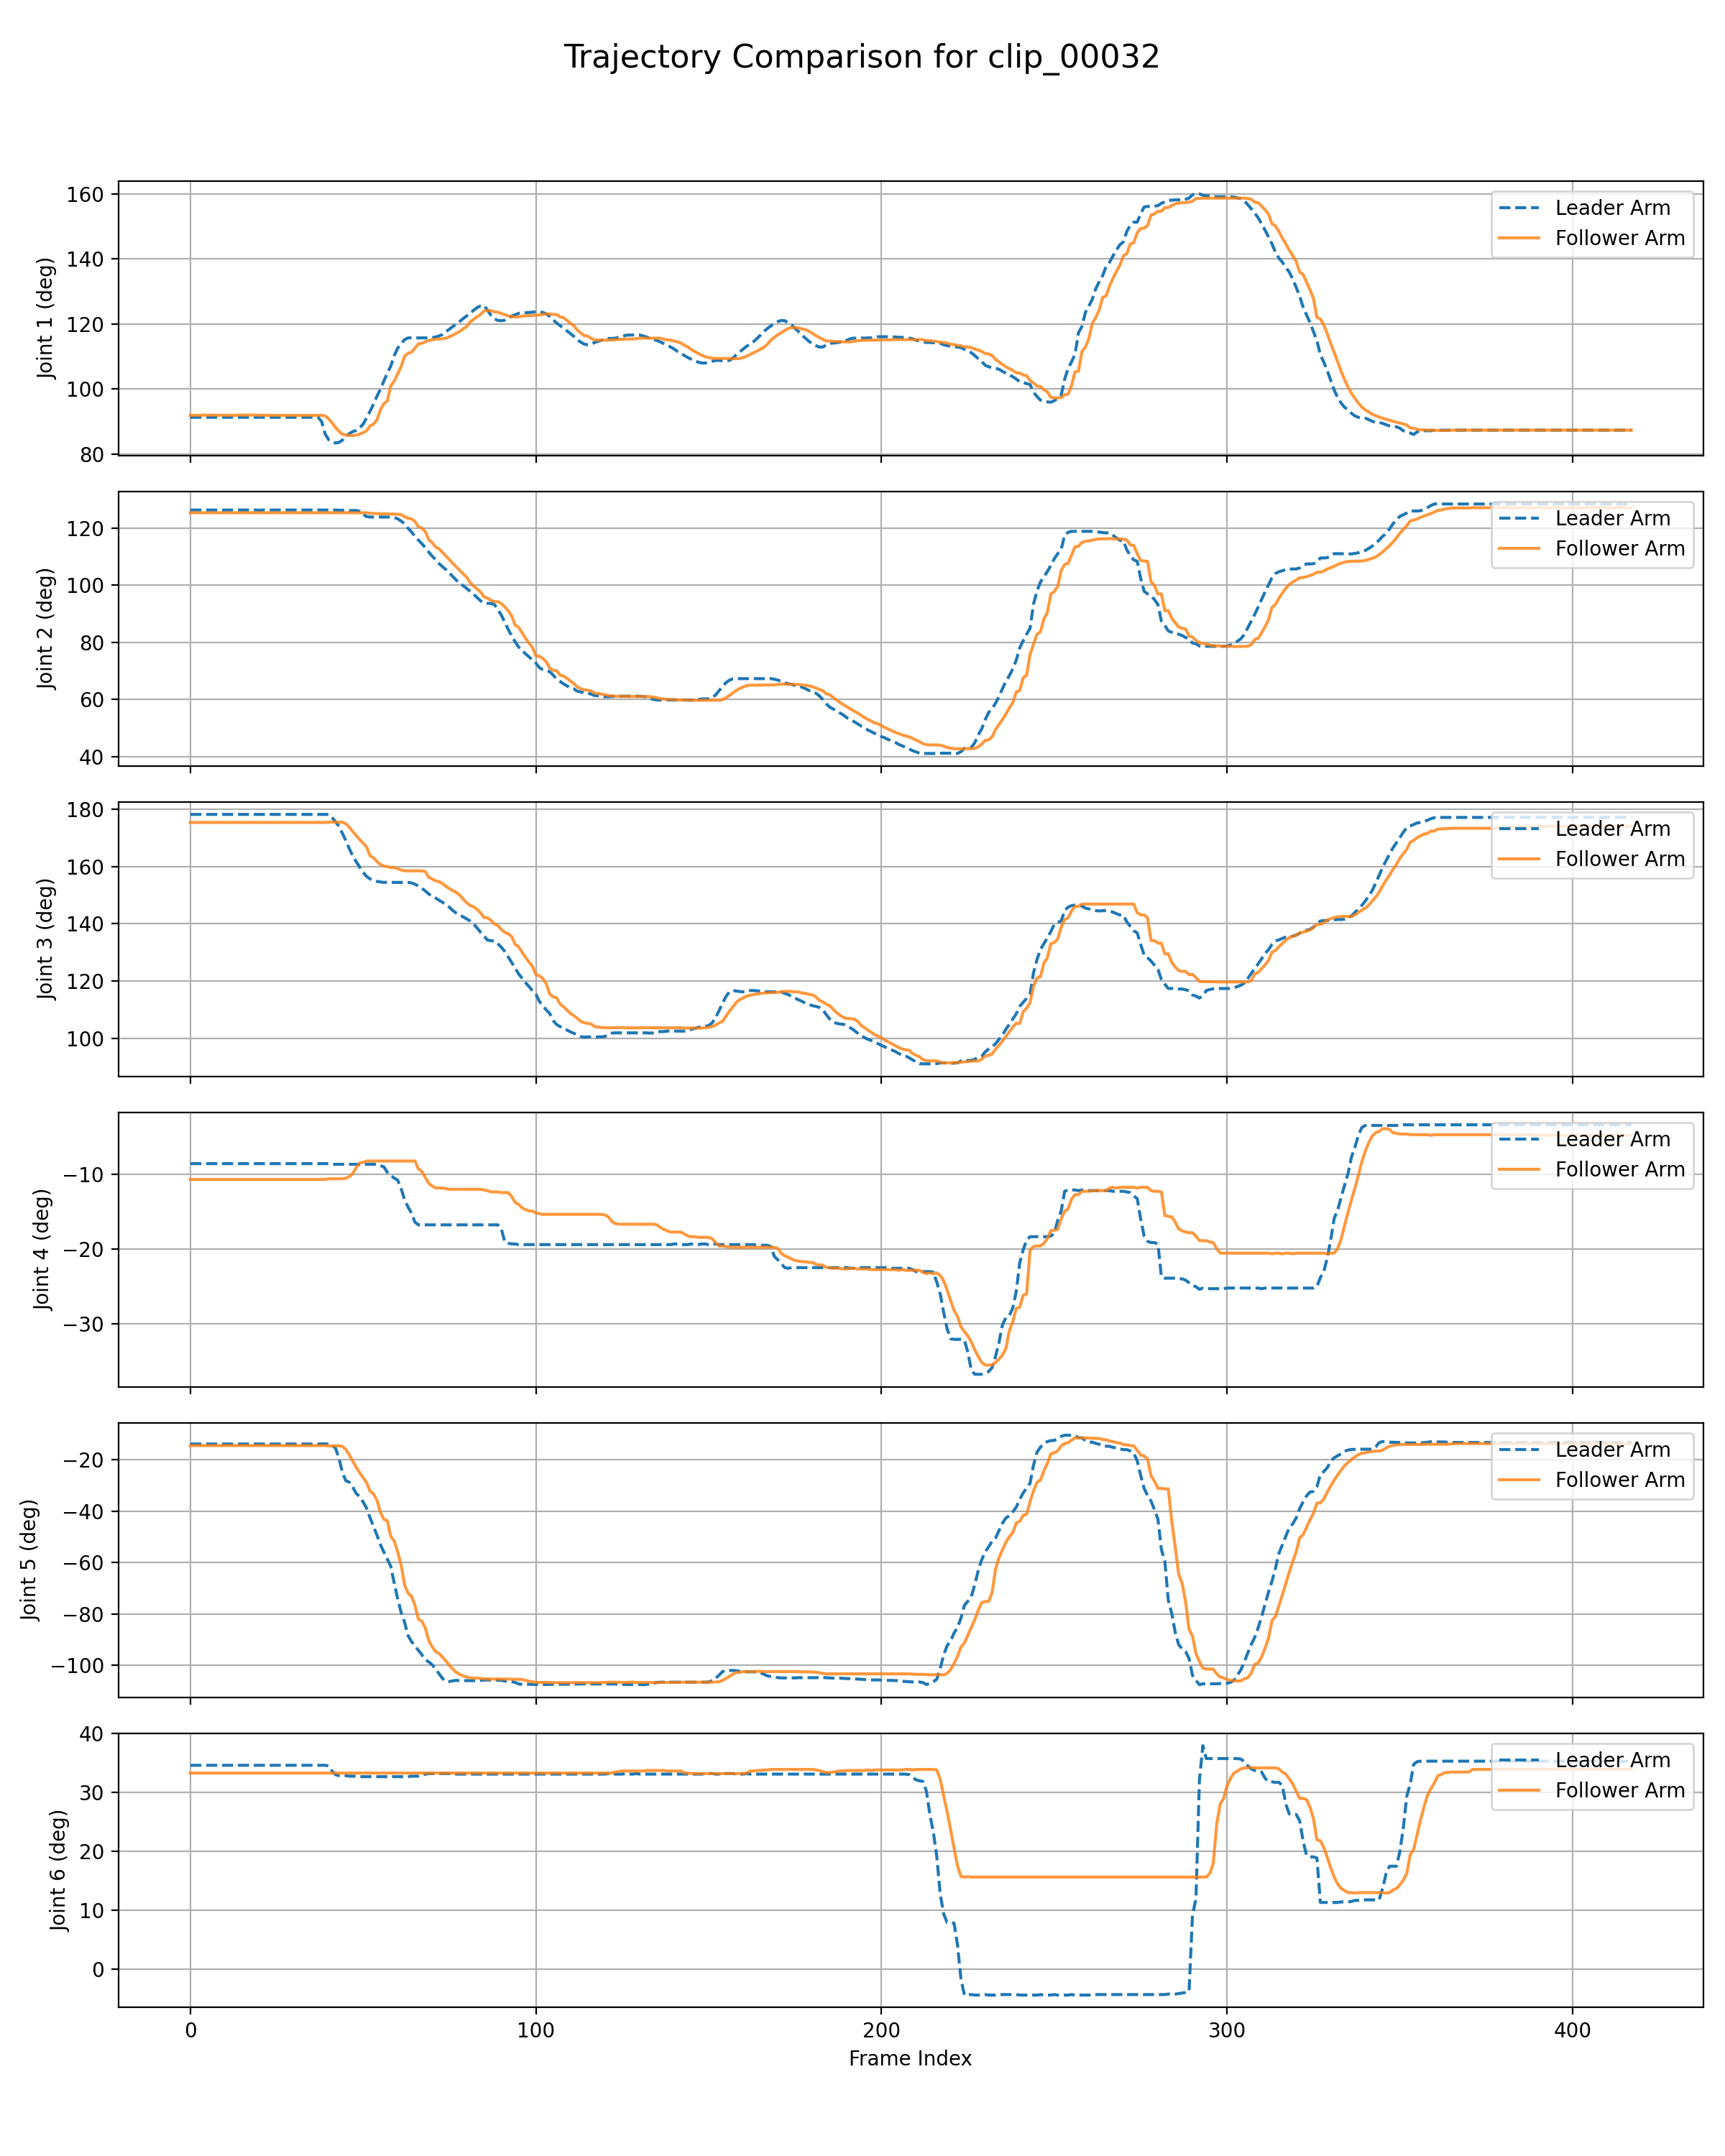 Trajectory Comparison for clip_00032
160
140
120
100
80
Joint 1 (deg)
Leader Arm
Follower Arm
120
100
80
60
40
Joint 2 (deg)
Leader Arm
Follower Arm
180
160
140
120
100
Joint 3 (deg)
Leader Arm
Follower Arm
−10
−20
−30
Joint 4 (deg)
Leader Arm
Follower Arm
−20
−40
−60
−80
−100
Joint 5 (deg)
Leader Arm
Follower Arm
40
30
20
10
0
Joint 6 (deg)
Leader Arm
Follower Arm
0 100 200 300 400
Frame Index